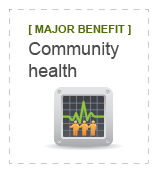 [ MAJOR BENEFIT ]
Community
health